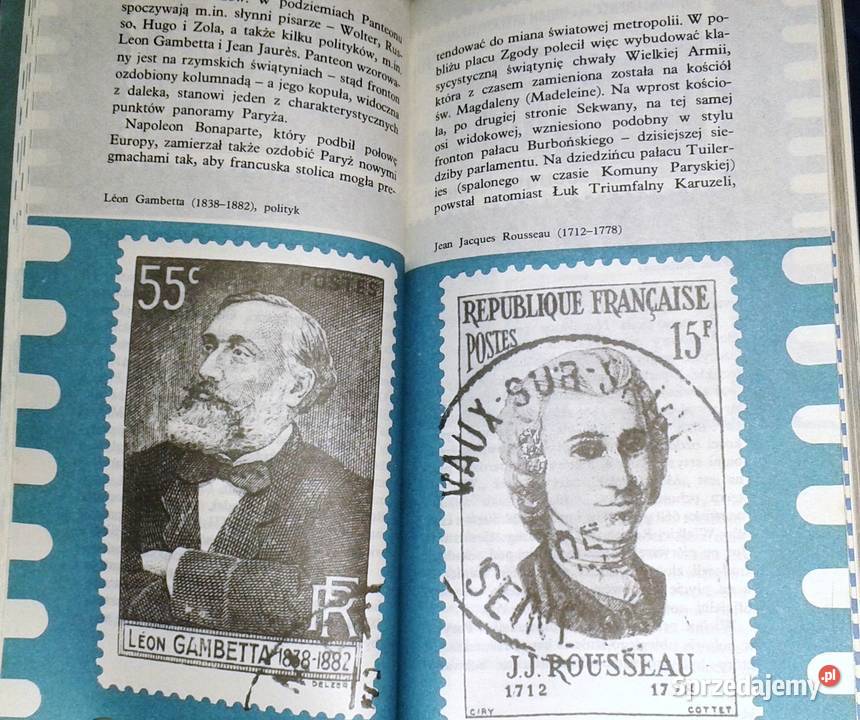 w podziemiach Panteonu
spoczywają m.in. słynni pisarze – Wolter, Rus-
so, Hugo i Zola, a także kilku polityków, m.in.
Leon Gambetta i Jean Jaurès. Panteon wzorowa-
ny jest na rzymskich świątyniach – stąd fronton
ozdobiony kolumnadą – a jego kopuła, widoczna
z daleka, stanowi jeden z charakterystycznych
punktów panoramy Paryża.
Napoleon Bonaparte, który podbił połowę
Europy, zamierzał także ozdobić Paryż nowymi
gmachami tak, aby francuska stolica mogła pre-
Léon Gambetta (1838–1882), polityk
55c
POSTES
RF
LÉON GAMBETTA 1838-1882
tendować do miana światowej metropolii. W po-
bliżu placu Zgody polecił więc wybudować kla-
sycystyczną świątynię chwały Wielkiej Armii,
która z czasem zamieniona została na kościół
św. Magdaleny (Madeleine). Na wprost kościo-
ła, po drugiej stronie Sekwany, na tej samej
osi widokowej, wzniesiono podobny w stylu
fronton pałacu Burbońskiego – dzisiejszej sie-
dziby parlamentu. Na dziedzińcu pałacu Tuiler-
ies (spalonego w czasie Komuny Paryskiej)
powstał natomiast Łuk Triumfalny Karuzeli,
Jean Jacques Rousseau (1712–1778)
REPUBLIQUE FRANÇAISE
POSTES
15F
VAUX-SUR-SEINE
SEINE
J.J. ROUSSEAU
1712
CIRY
COTTET
Sprzedajemy.pl